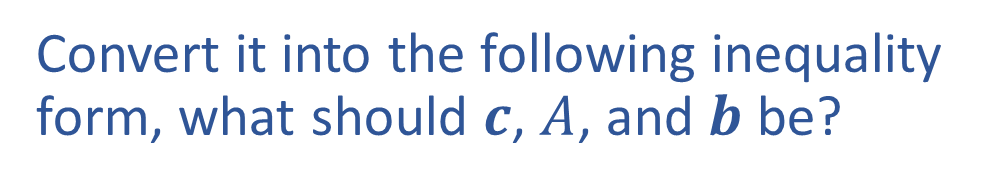 Convert it into the following inequality
form, what should c, A, and b be?